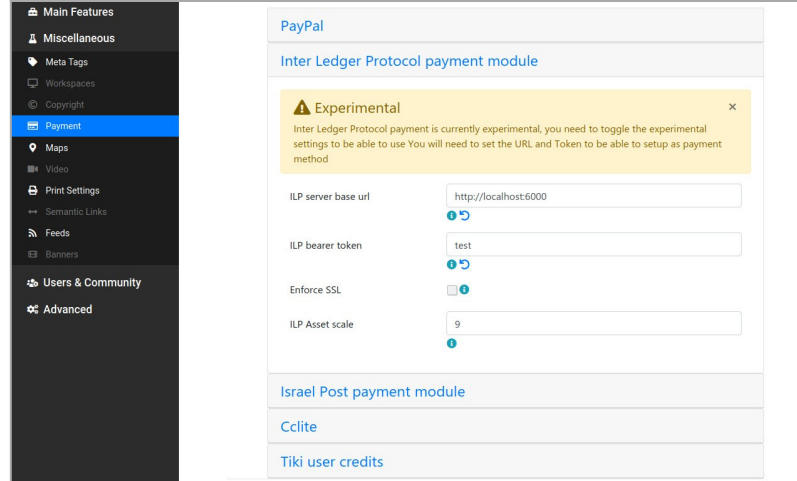 Main Features
Miscellaneous
Meta Tags
Workspaces
Copyright
Payment
Maps
Video
Print Settings
Semantic Links
Feeds
Banners
Users & Community
Advanced
PayPal
Inter Ledger Protocol payment module
Experimental
×
Inter Ledger Protocol payment is currently experimental, you need to toggle the experimental
settings to be able to use You will need to set the URL and Token to be able to setup as payment
method
ILP server base url
http://localhost:6000
ILP bearer token
test
Enforce SSL
ILP Asset scale
9
Israel Post payment module
Cclite
Tiki user credits